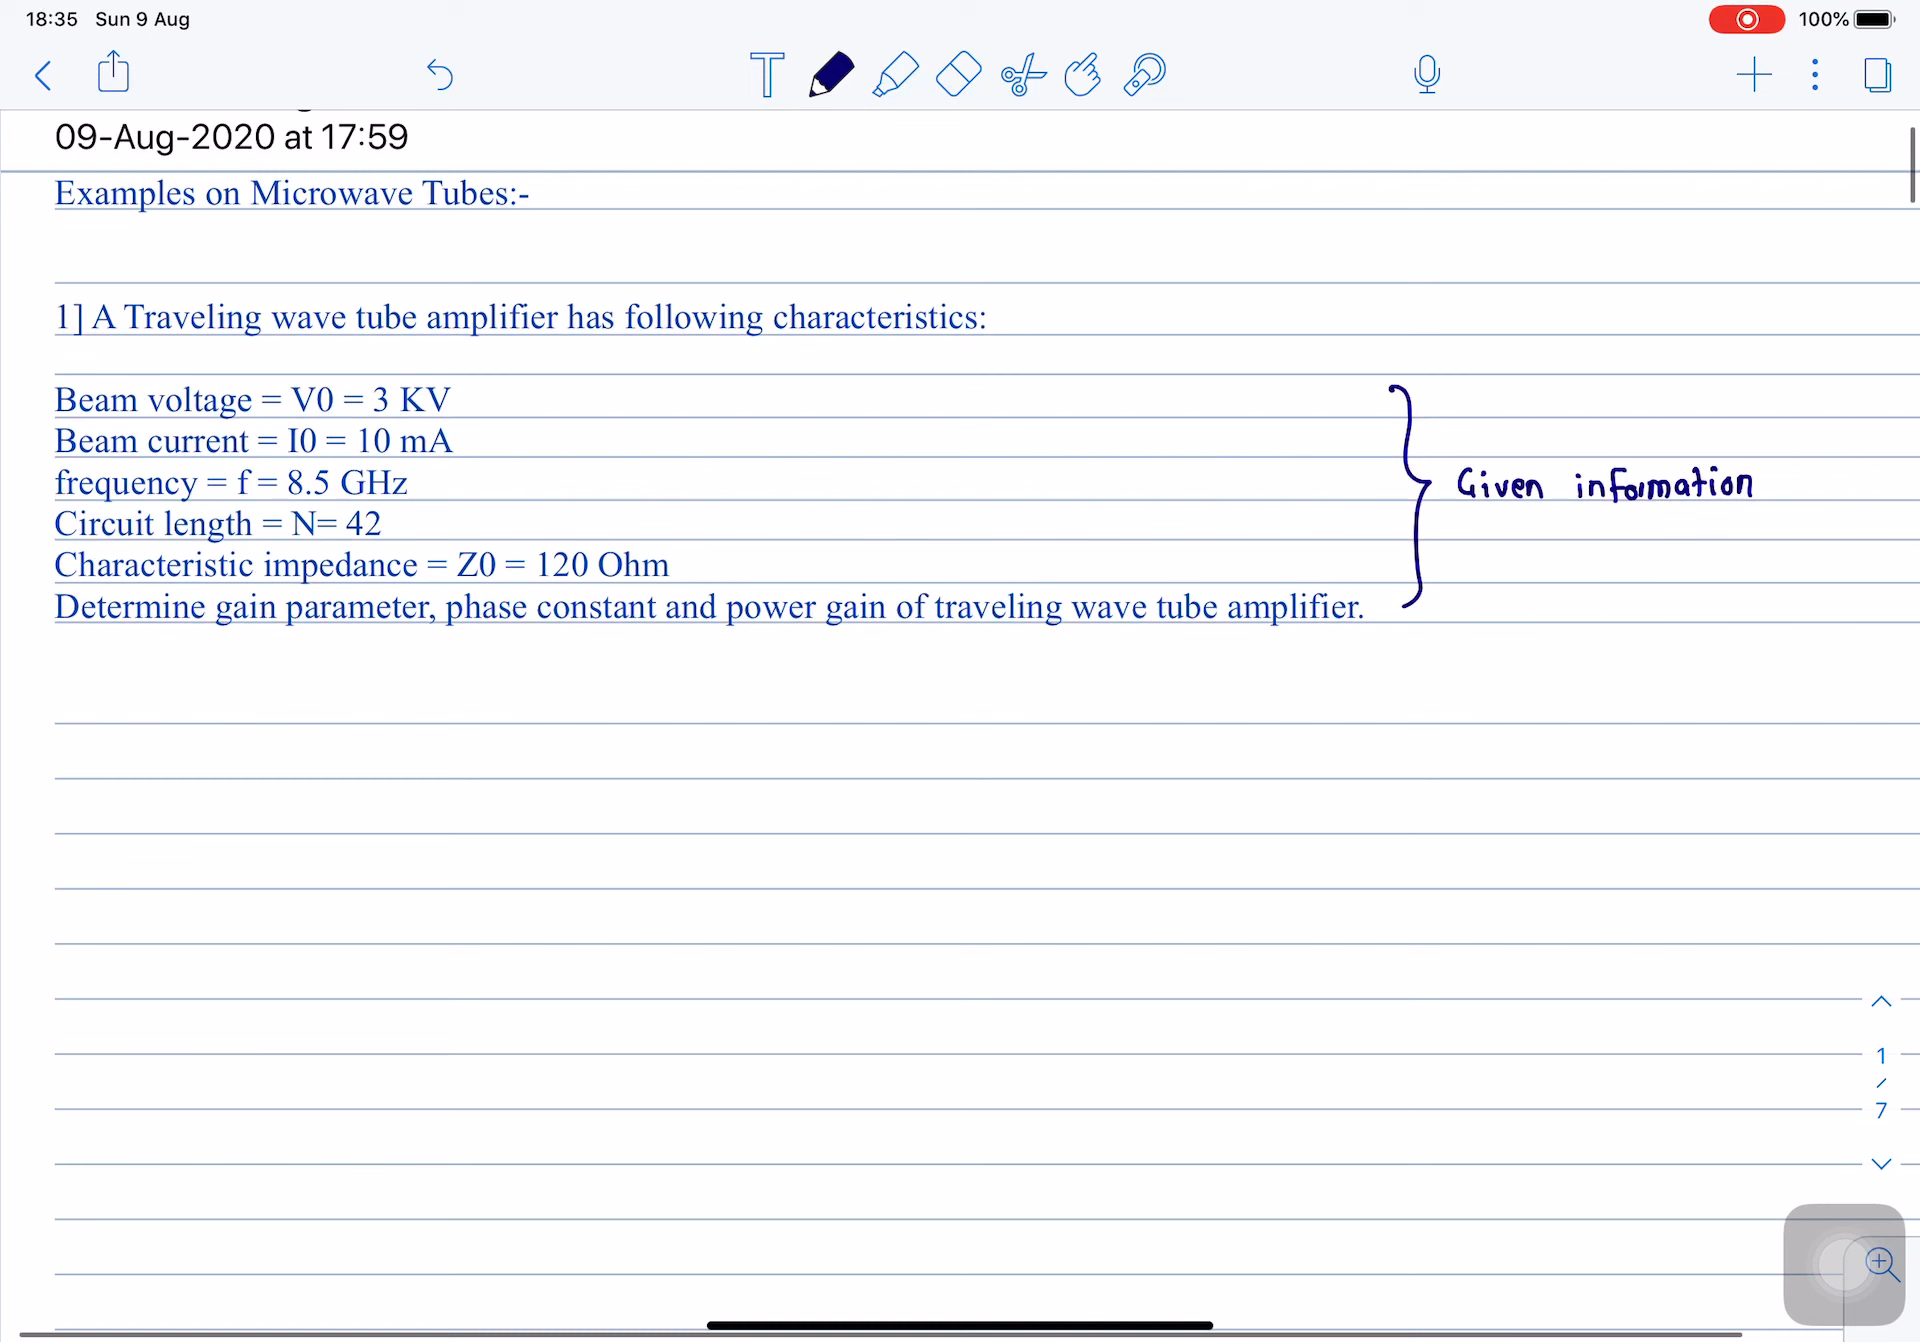 18:35 Sun 9 Aug
100%
09-Aug-2020 at 17:59
Examples on Microwave Tubes:-
1] A Traveling wave tube amplifier has following characteristics:
Beam voltage = V0 = 3 KV
Beam current = I0 = 10 mA
frequency = f = 8.5 GHz
Given information
Circuit length = N= 42
Characteristic impedance = Z0 = 120 Ohm
Determine gain parameter, phase constant and power gain of traveling wave tube amplifier.
1
/
7